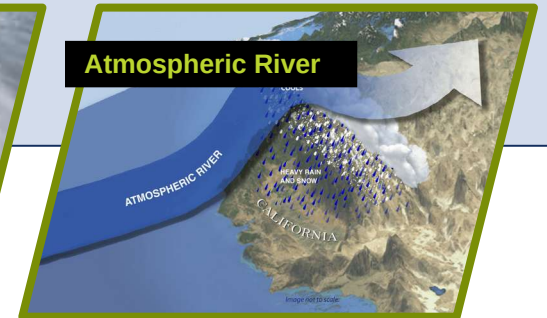 Atmospheric River
COOLS
ATMOSPHERIC RIVER
HEAVY RAIN
AND SNOW
CALIFORNIA
Image not to scale